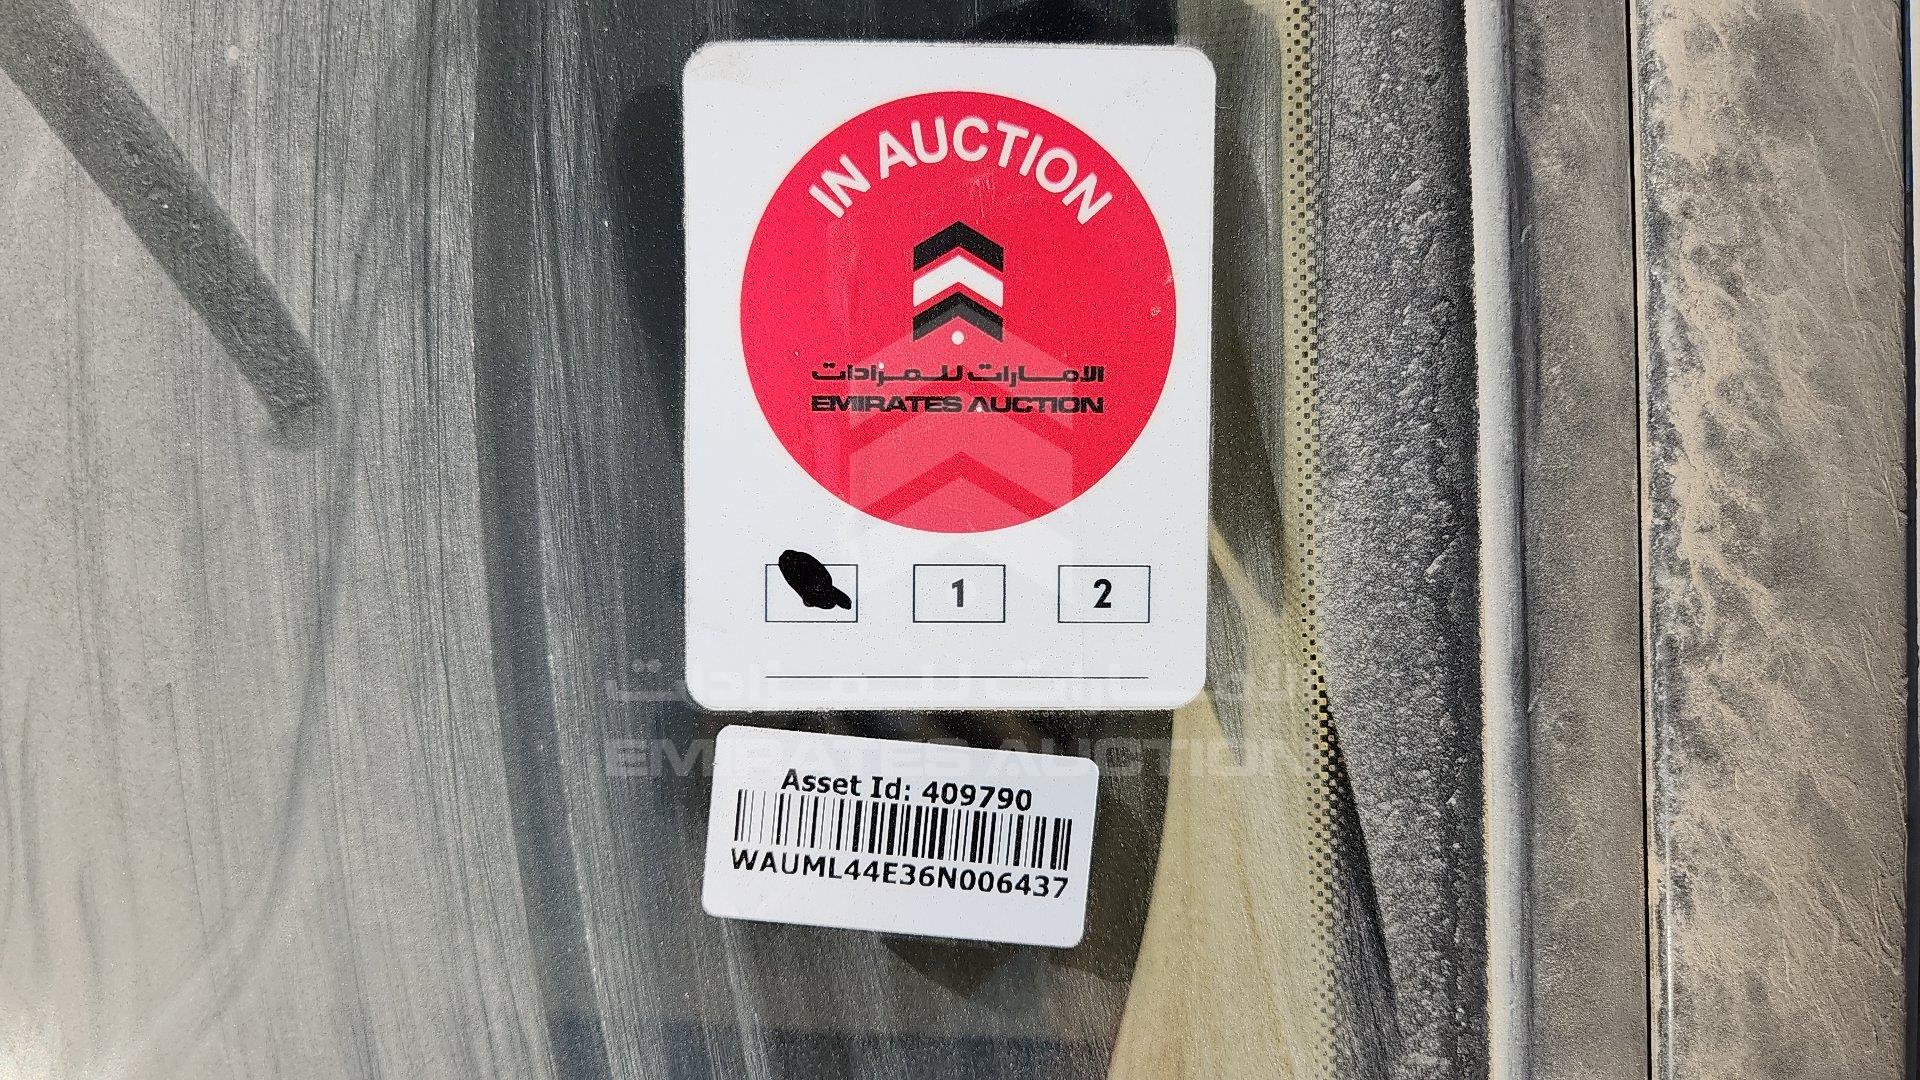 IN AUCTION
الامارات للمزادات
EMIRATES AUCTION
1 2
الامارات للمزادات
EMIRATES AUCTION
Asset Id: 409790
WAUML44E36N006437